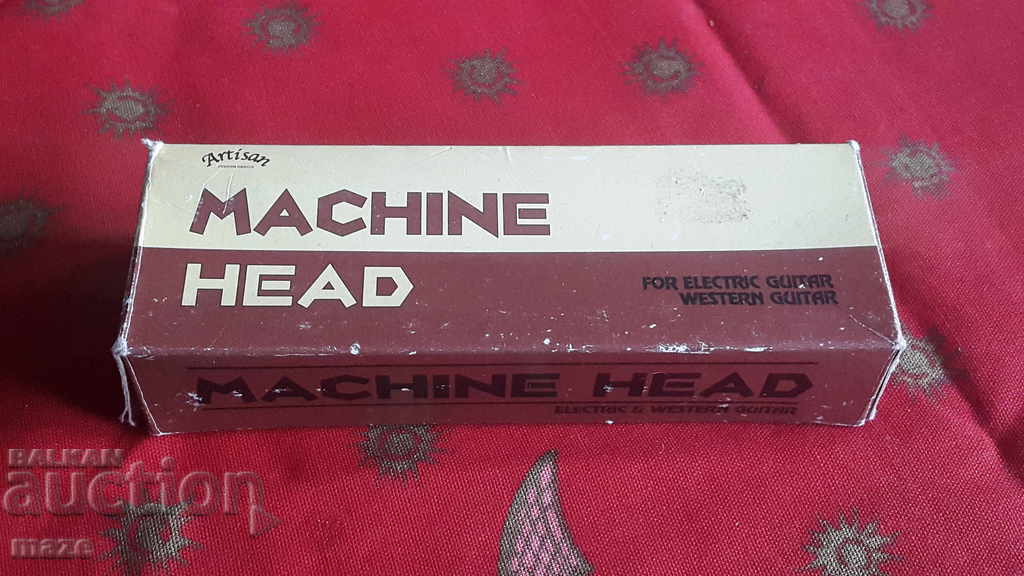 Artisan
MACHINE
HEAD
FOR ELECTRIC GUITAR
WESTERN GUITAR
MACHINE HEAD
ELECTRIC & WESTERN GUITAR
BALKAN
auction
maze